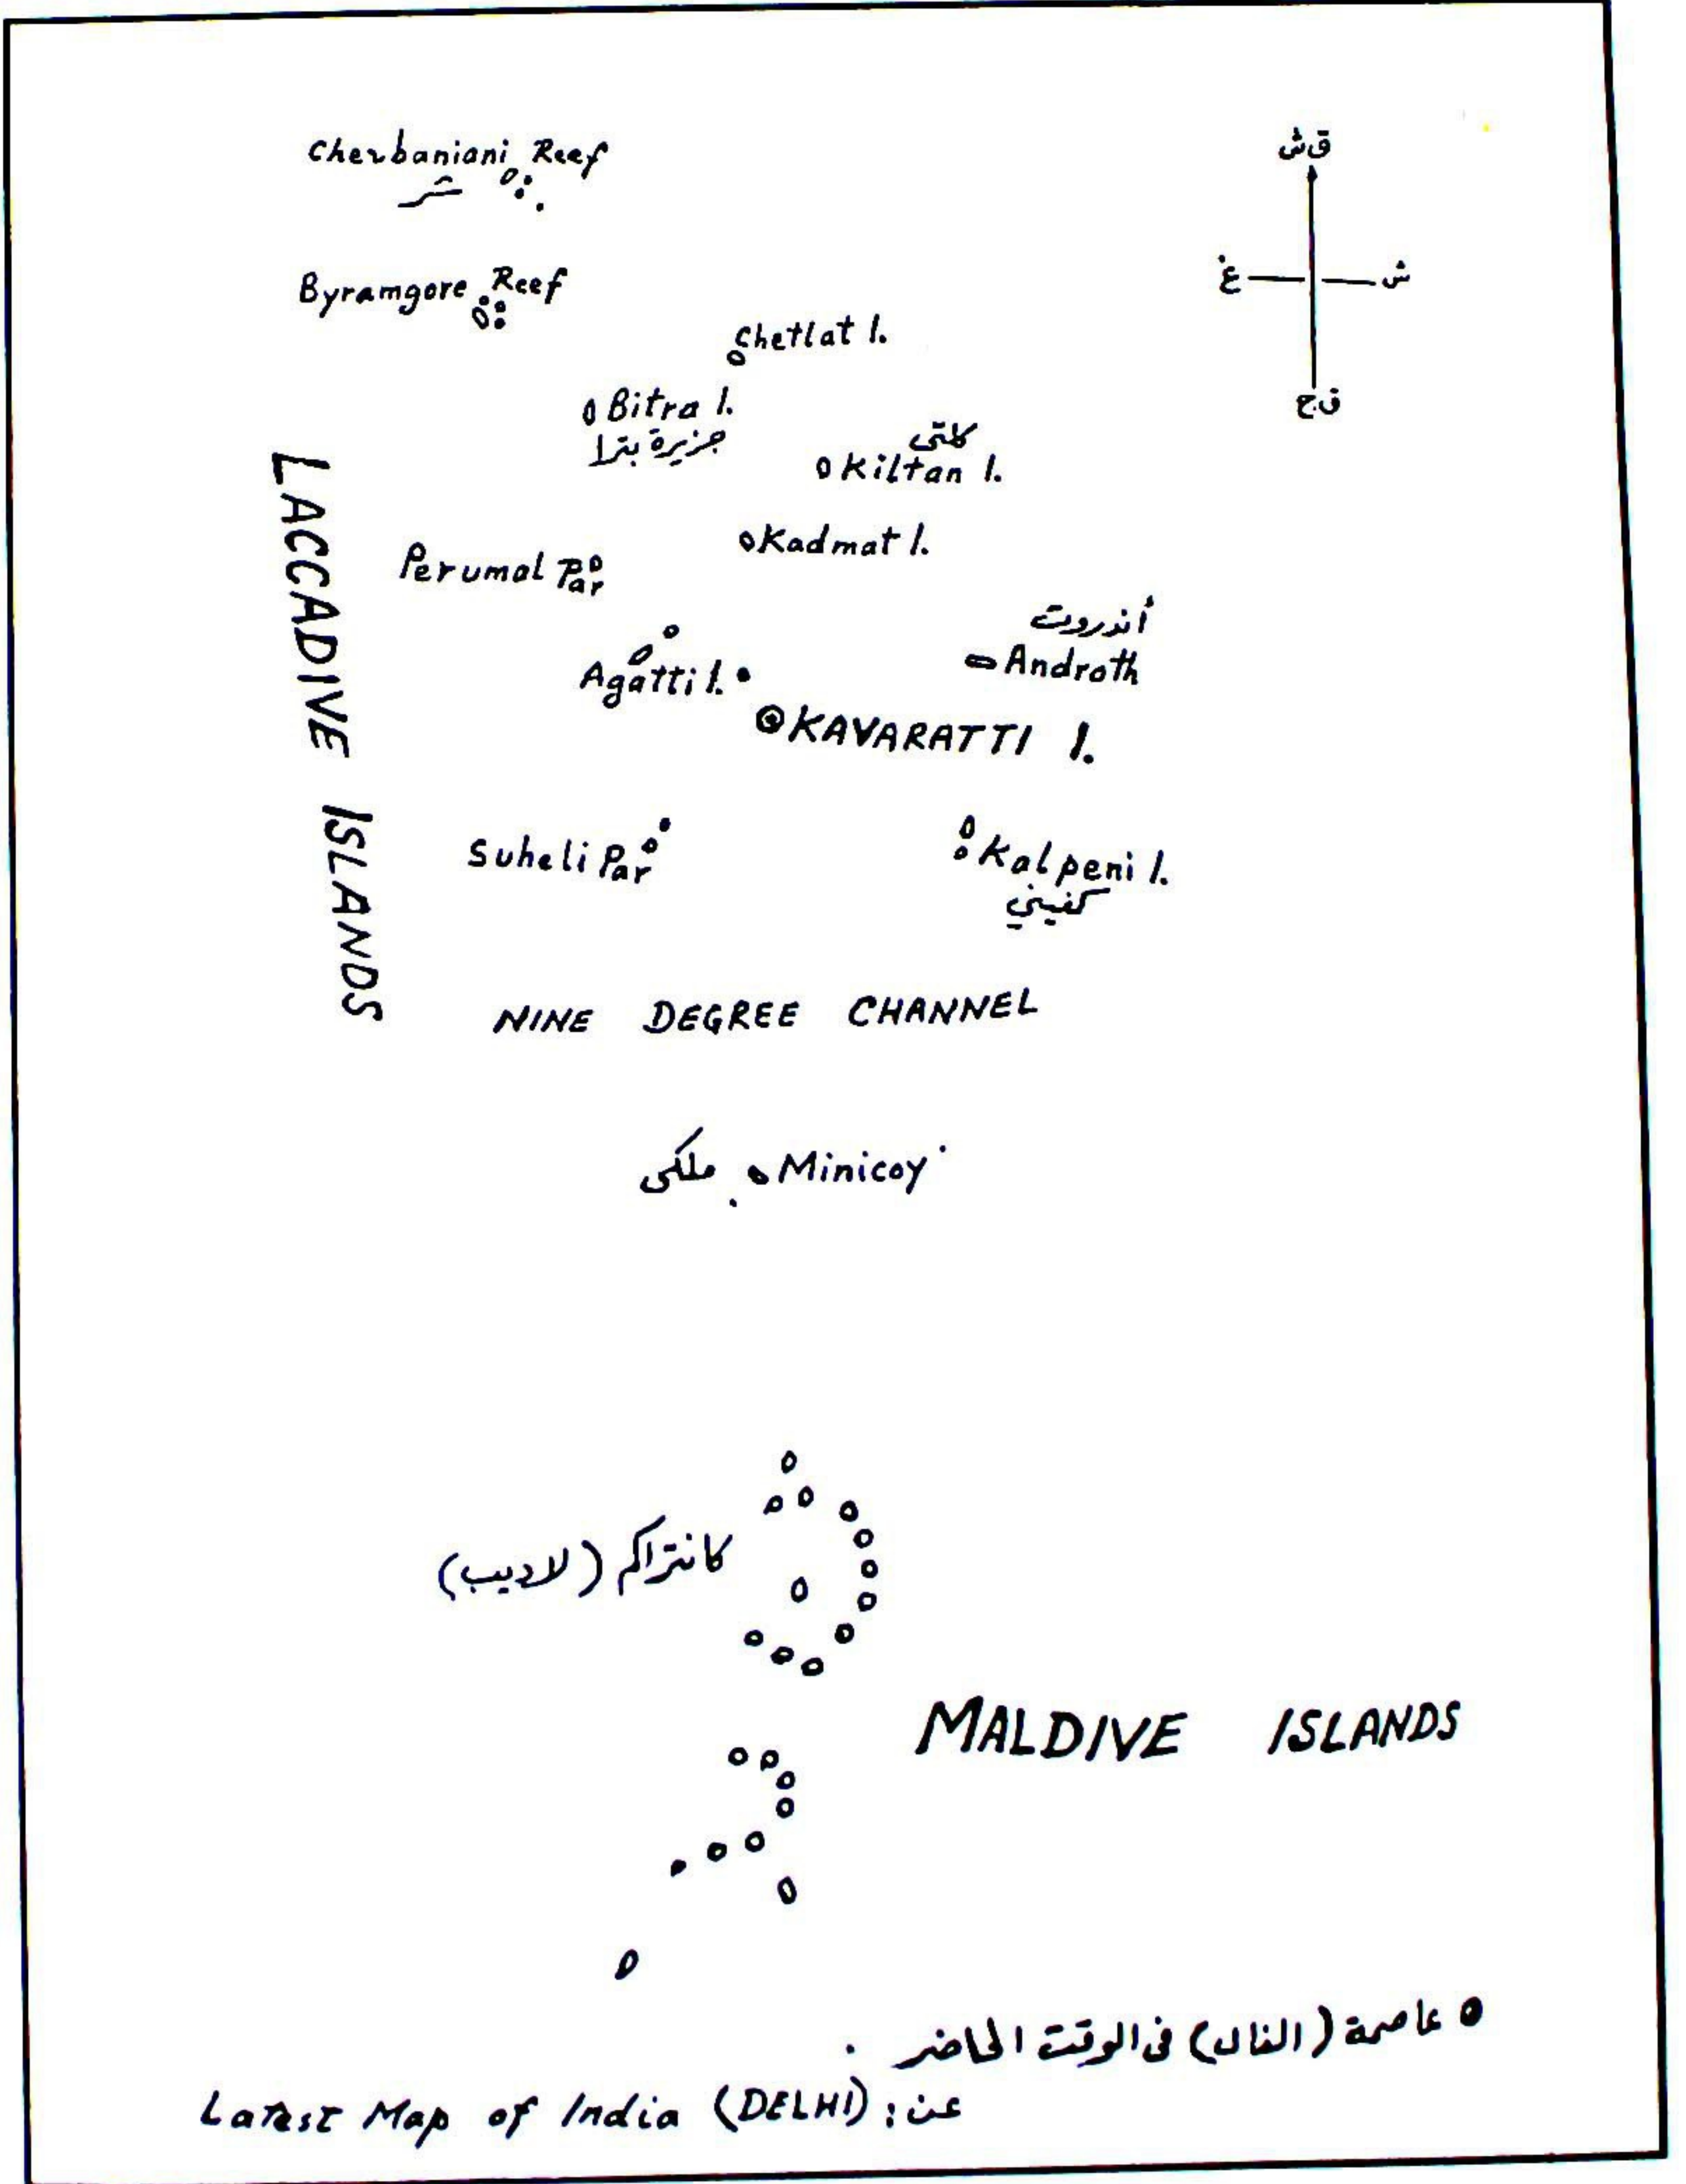 Cherbaniani Reef
ق ش
Byramgore Reef
غ
ش
Chetlat I.
ق ج
Bitra I.
جزيرة بترا
كلتى
Kiltan I.
LACCADIVE ISLANDS
Kadmat I.
Perumal Par
أندروت
Androth
Agatti I.
KAVARATTI I.
Suheli Par
Kalpeni I.
كفيني
NINE DEGREE CHANNEL
ملكى
Minicoy
كانتراكم (لاديب)
MALDIVE ISLANDS
عاصمة (الفال) فى الوقت الحاضر .
عن: Latest Map of India (DELHI)